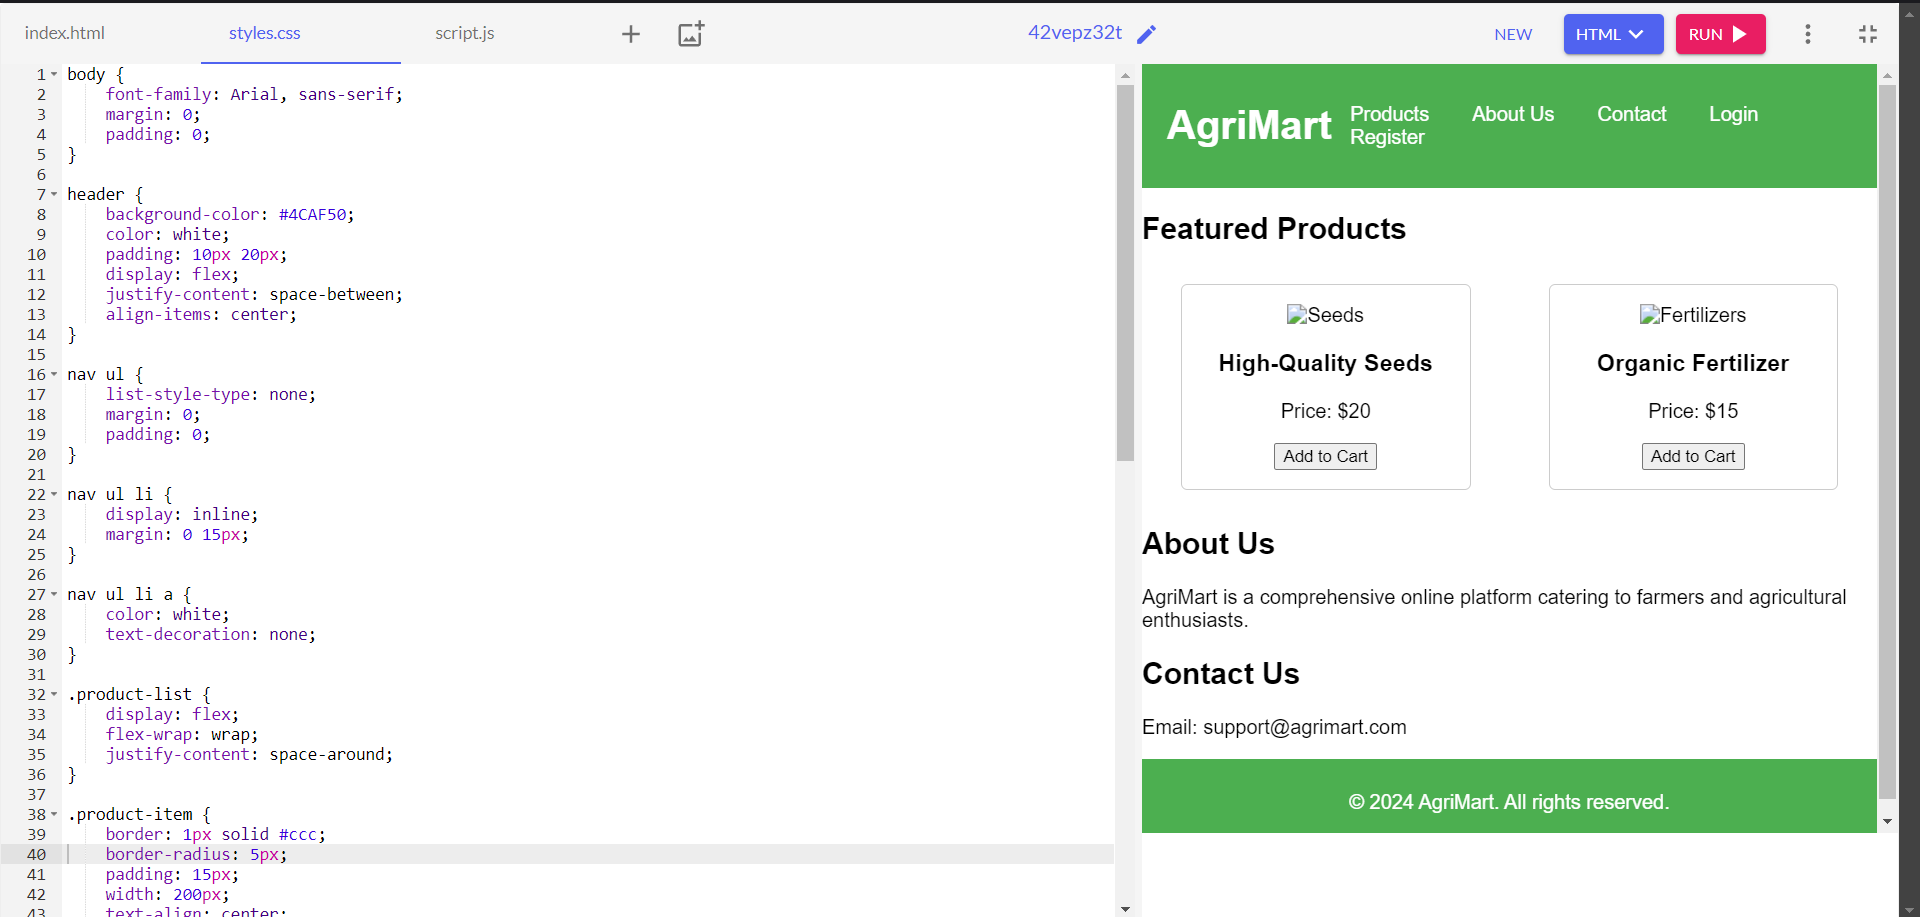 index.html styles.css script.js 42vepz32t NEW HTML RUN
1 body {
2 font-family: Arial, sans-serif;
3 margin: 0;
4 padding: 0;
5 }
6
7 header {
8 background-color: #4CAF50;
9 color: white;
10 padding: 10px 20px;
11 display: flex;
12 justify-content: space-between;
13 align-items: center;
14 }
15
16 nav ul {
17 list-style-type: none;
18 margin: 0;
19 padding: 0;
20 }
21
22 nav ul li {
23 display: inline;
24 margin: 0 15px;
25 }
26
27 nav ul li a {
28 color: white;
29 text-decoration: none;
30 }
31
32 .product-list {
33 display: flex;
34 flex-wrap: wrap;
35 justify-content: space-around;
36 }
37
38 .product-item {
39 border: 1px solid #ccc;
40 border-radius: 5px;
41 padding: 15px;
42 width: 200px;
43 text-align: center;
AgriMart
Products About Us Contact Login
Register
Featured Products
Seeds
High-Quality Seeds
Price: $20
Add to Cart
Fertilizers
Organic Fertilizer
Price: $15
Add to Cart
About Us
AgriMart is a comprehensive online platform catering to farmers and agricultural
enthusiasts.
Contact Us
Email: support@agrimart.com
© 2024 AgriMart. All rights reserved.